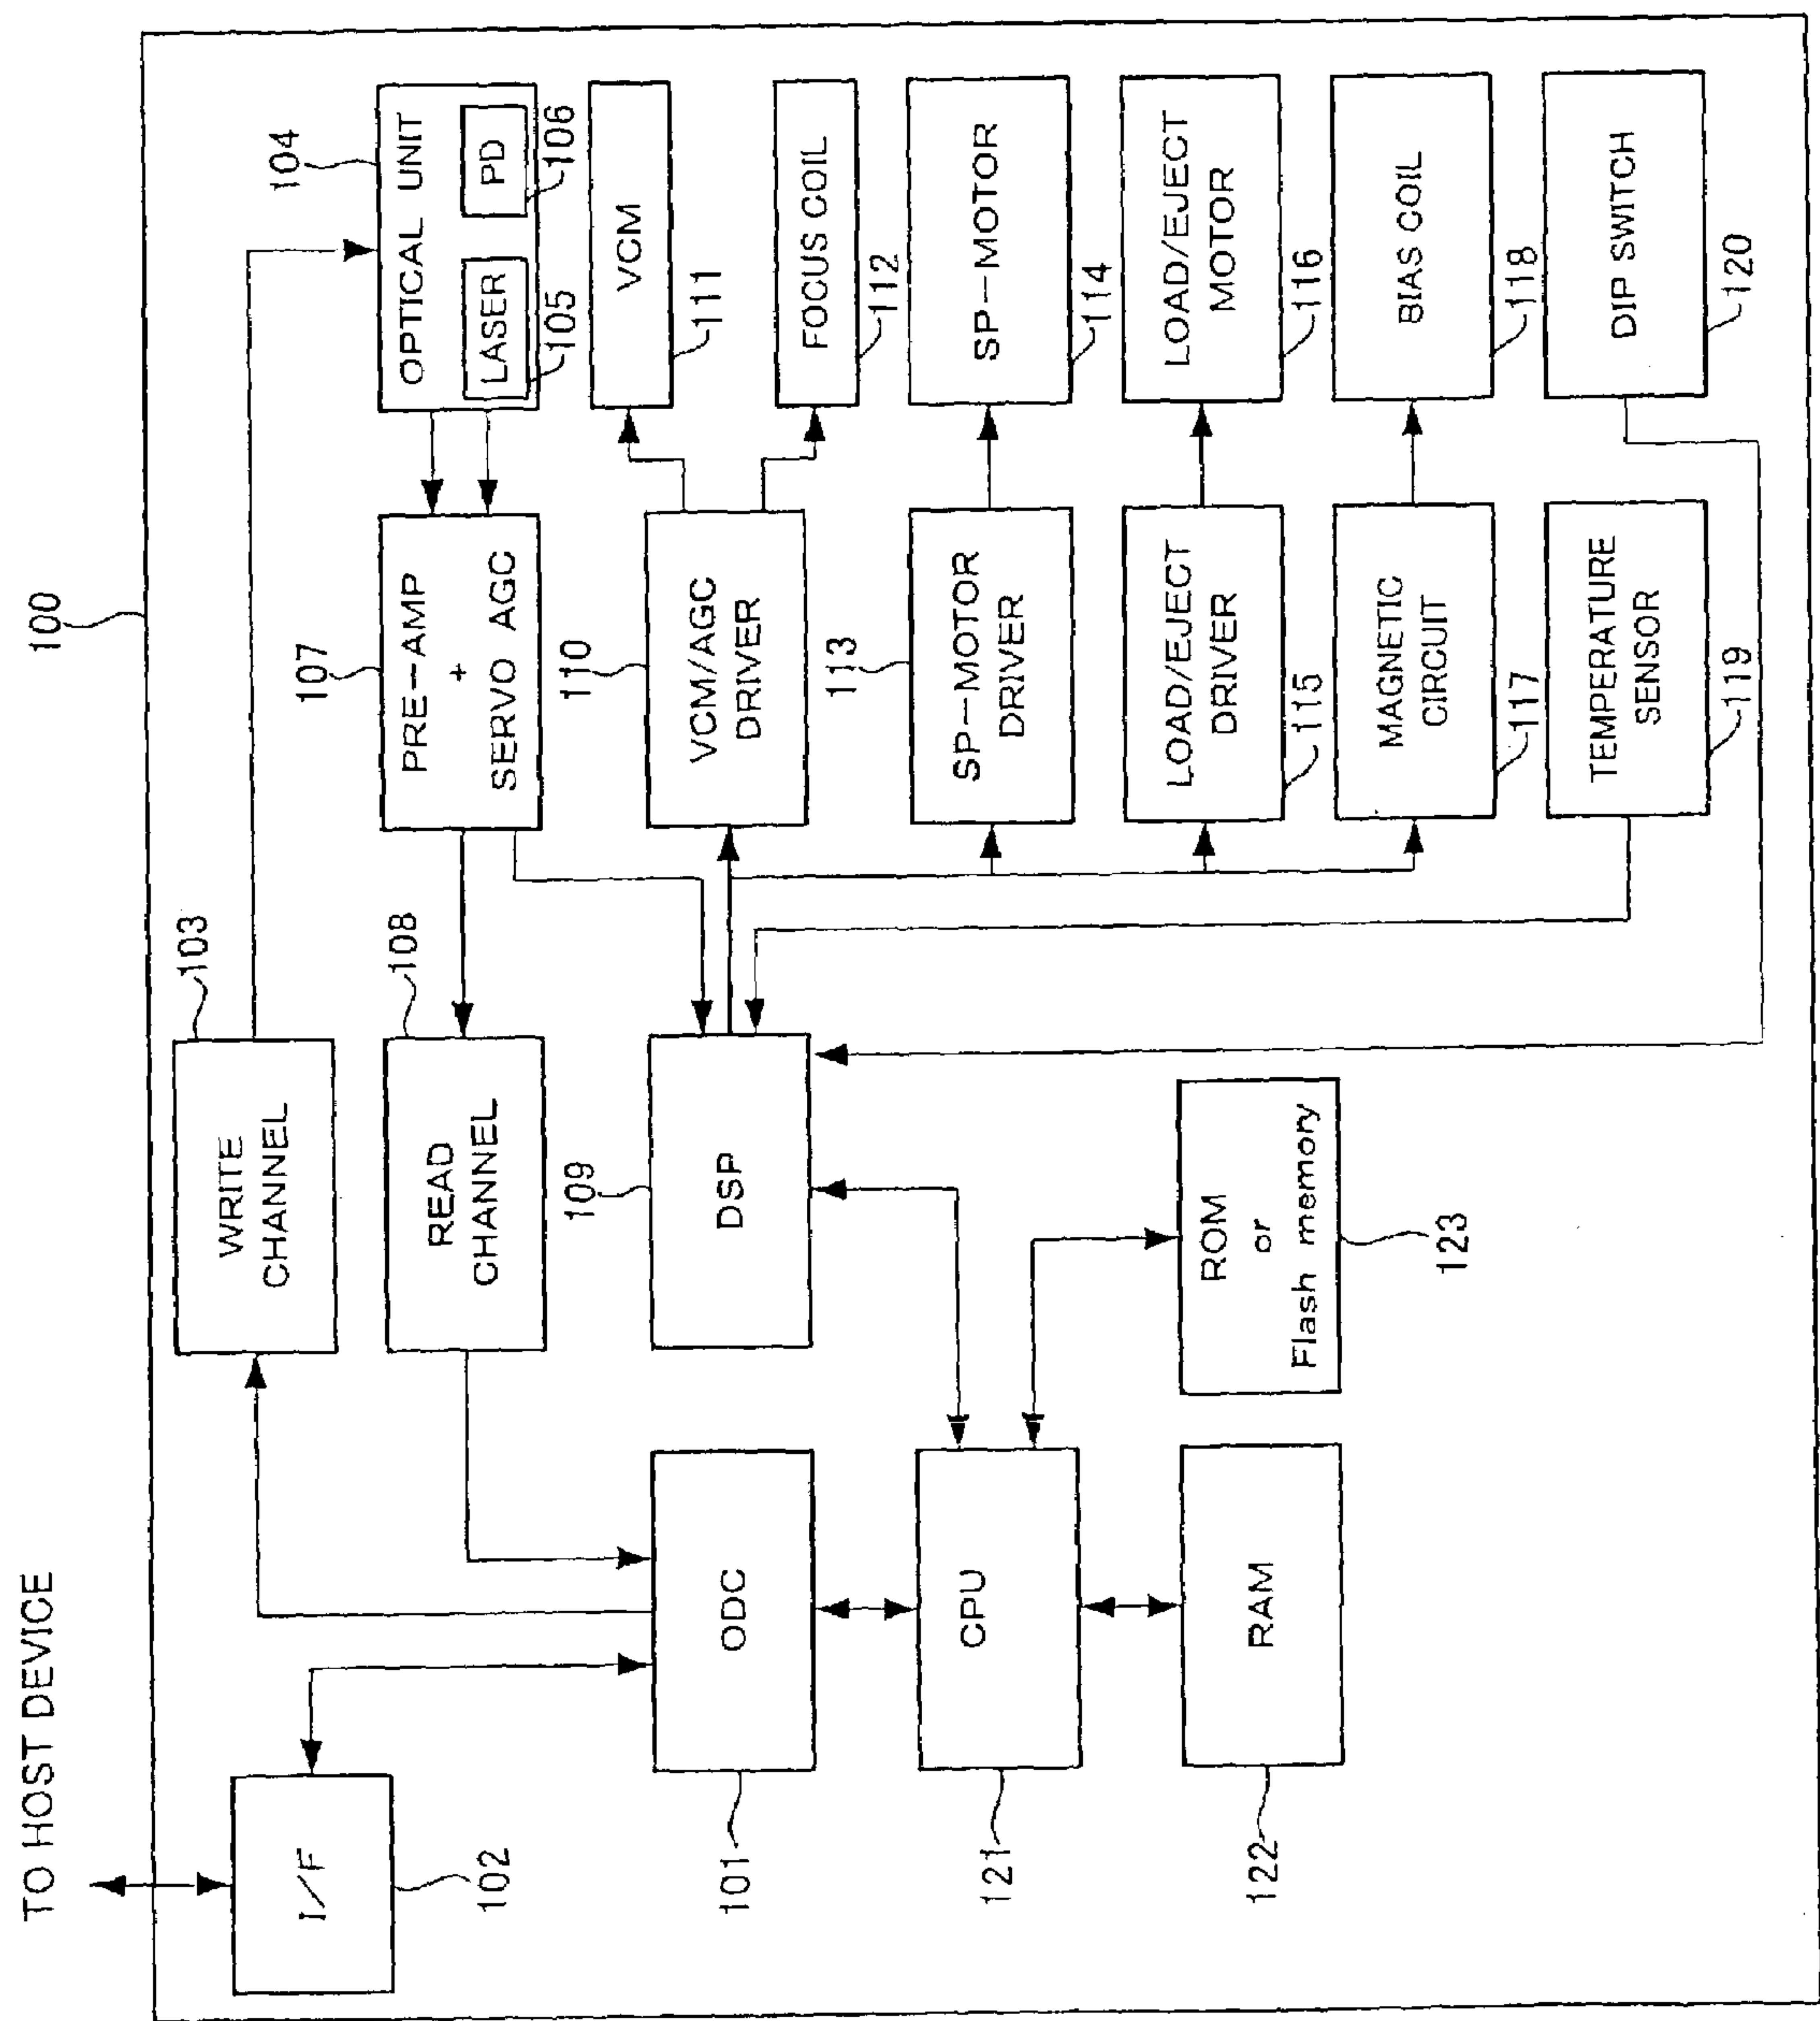 TO HOST DEVICE
100
I/F
102
WRITE
CHANNEL
103
104
OPTICAL UNIT
LASER
PD
105
106
107
PRE-AMP
+
SERVO AGC
108
READ
CHANNEL
VCM
111
109
DSP
110
VCM/AGC
DRIVER
FOCUS COIL
112
ODC
101
113
SP-MOTOR
DRIVER
SP-MOTOR
114
CPU
121
LOAD/EJECT
DRIVER
115
LOAD/EJECT
MOTOR
116
RAM
122
ROM
or
Flash memory
123
MAGNETIC
CIRCUIT
117
BIAS COIL
118
TEMPERATURE
SENSOR
119
DIP SWITCH
120